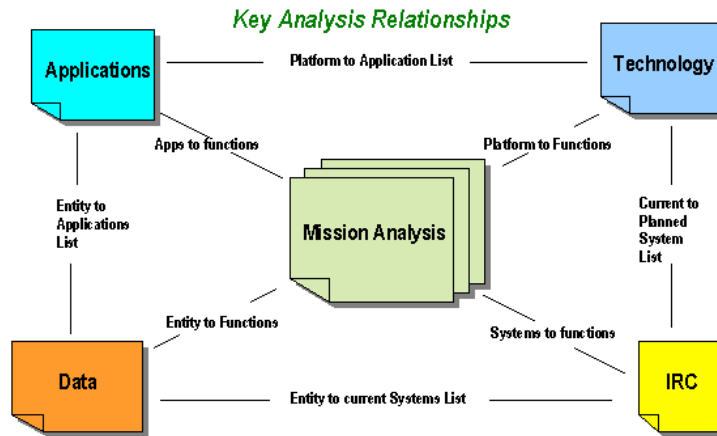 Key Analysis Relationships
Applications
Platform to Application List
Technology
Apps to functions
Platform to Functions
Entity to
Applications
List
Mission Analysis
Current to
Planned
System
List
Entity to Functions
Systems to functions
Data
Entity to current Systems List
IRC